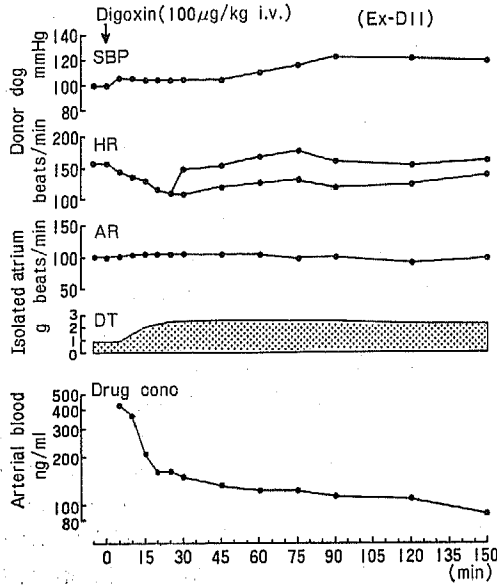 Digoxin(100μg/kg i.v.) (Ex-DII)
Donor dog
mmHg
140
120
100
80
SBP
beats/min
200
150
100
HR
Isolated atrium
beats/min
150
100
50
AR
g
3
2
1
0
DT
Arterial blood
ng/ml
500
400
300
200
100
80
Drug conc
0 15 30 45 60 75 90 105 120 135 150
(min)